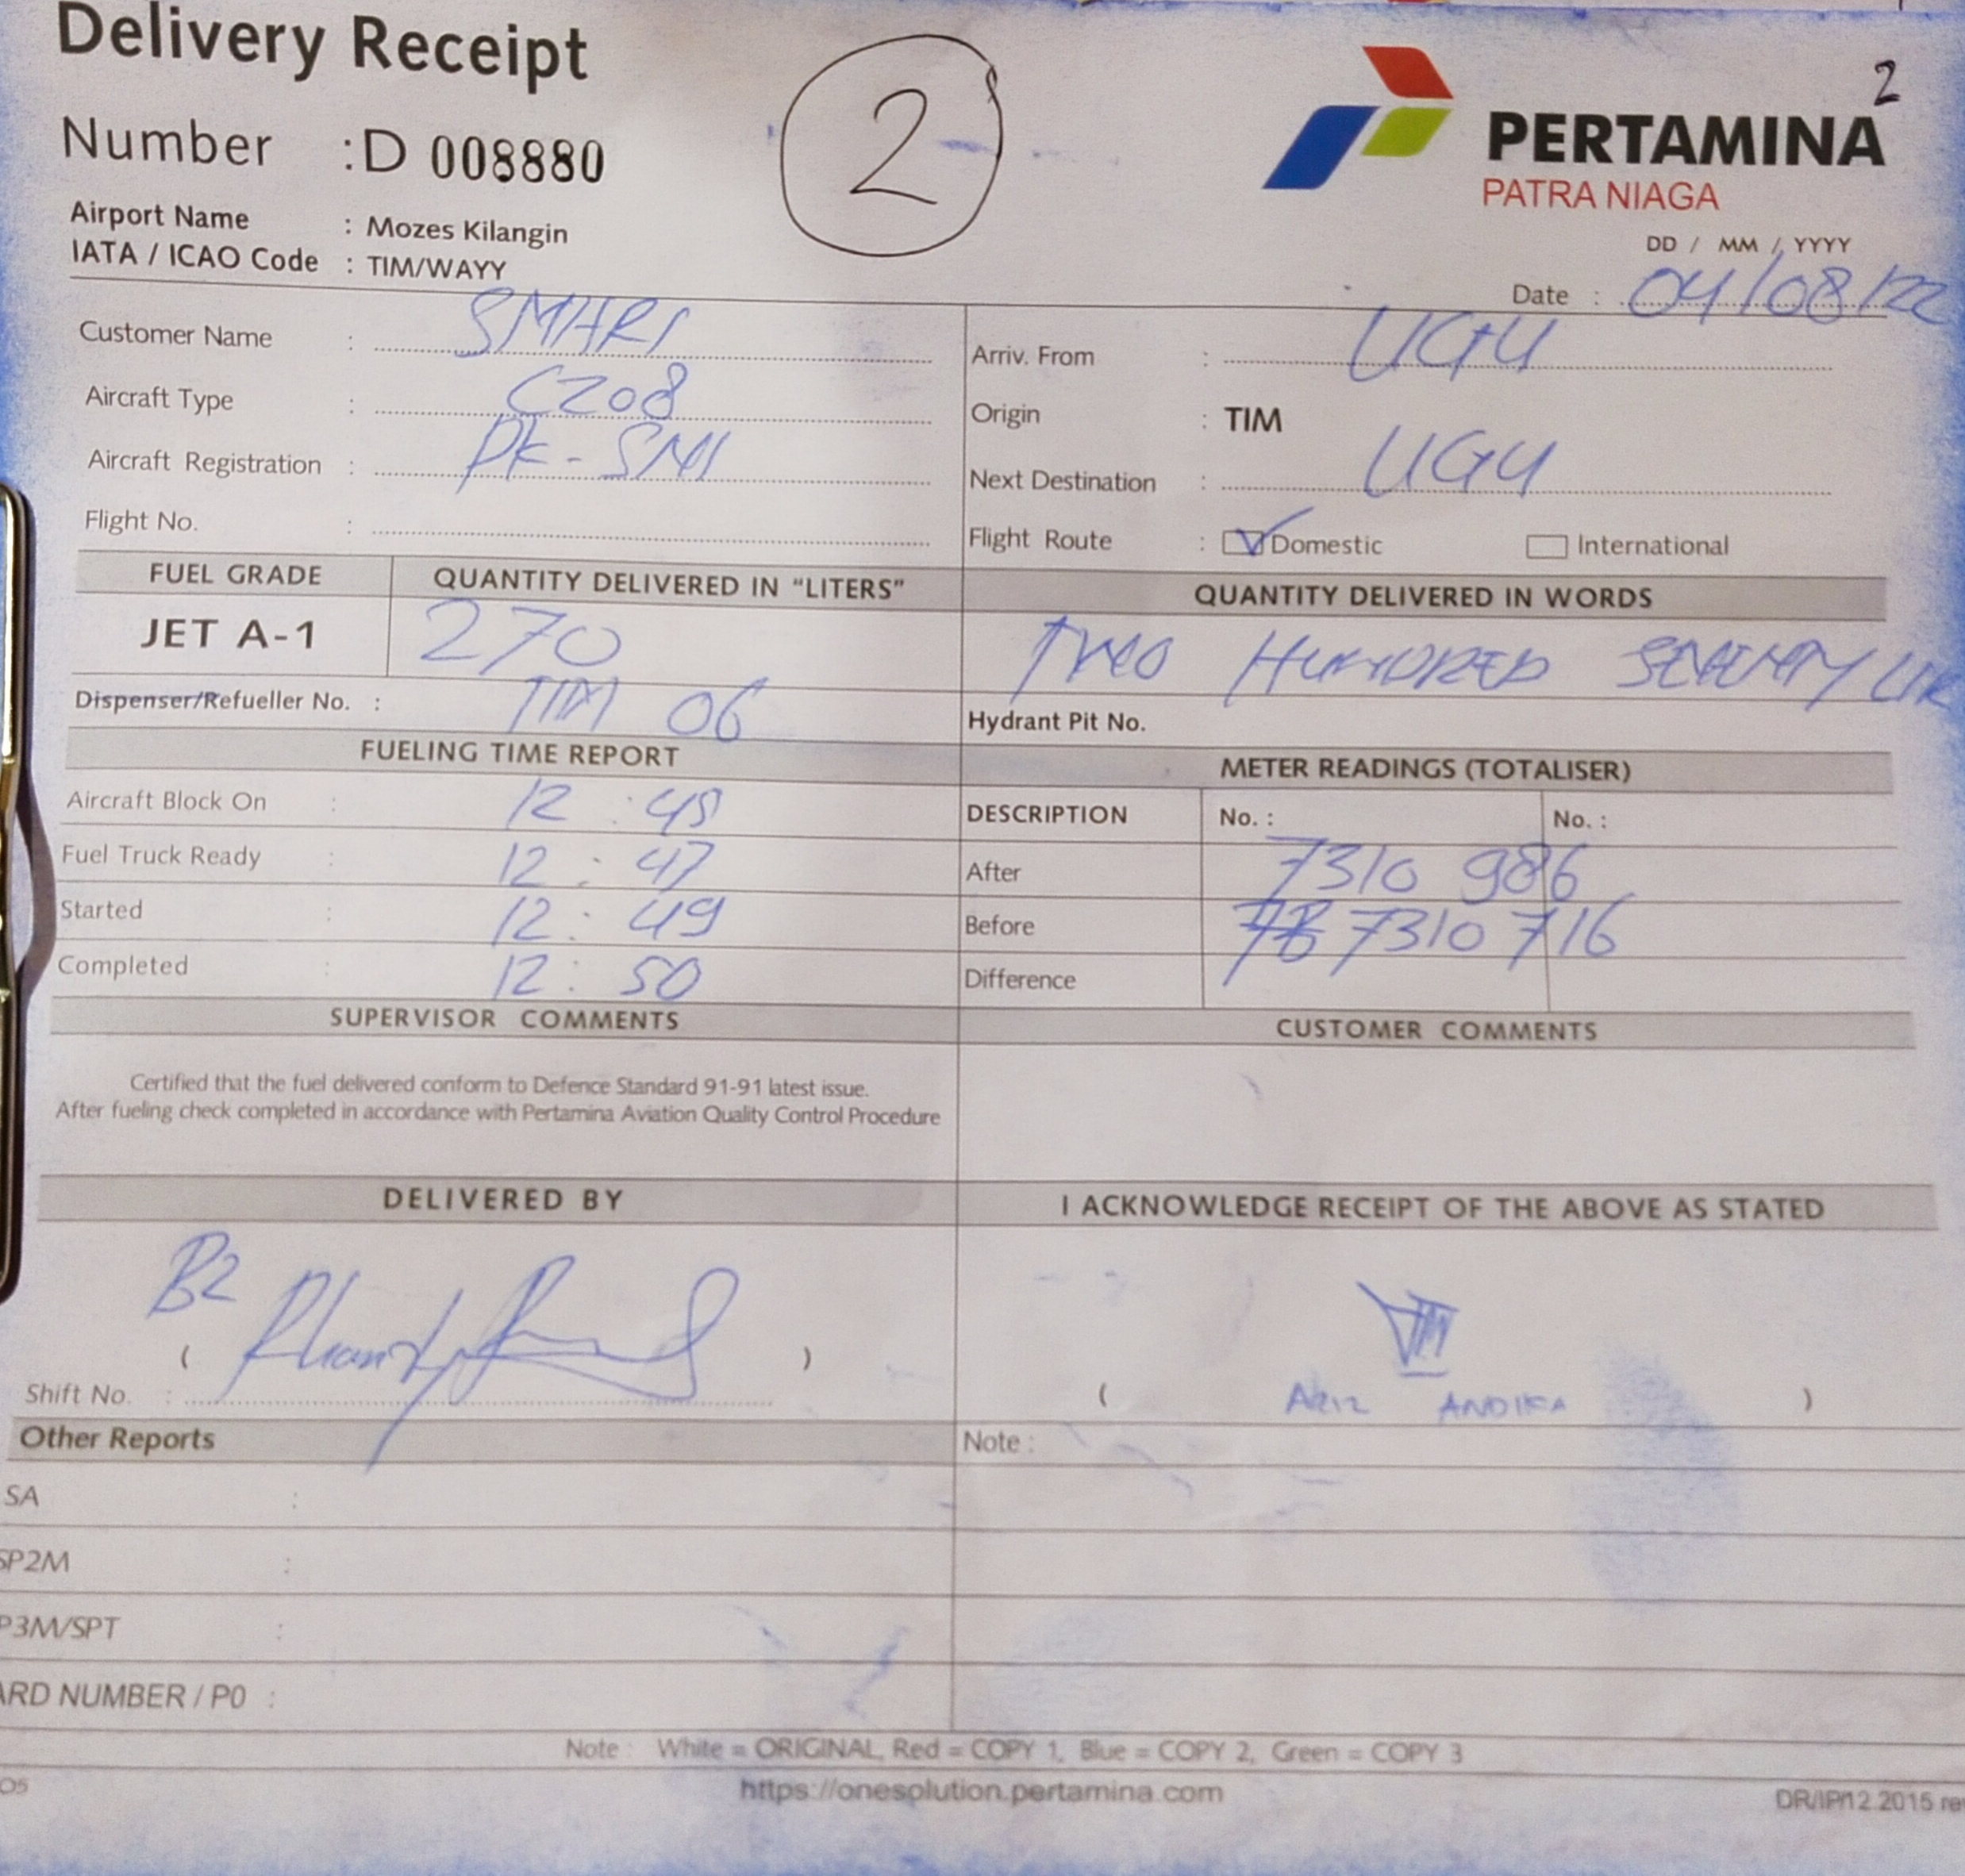 Delivery Receipt
2
2
Number : D 008880
PERTAMINA
PATRA NIAGA
Airport Name : Mozes Kilangin
IATA / ICAO Code : TIM/WAYY
DD / MM / YYYY
Date : 04/08/22
Customer Name : SMART
Arriv. From : UGU
Aircraft Type : C208
Origin : TIM
Aircraft Registration : PK-SNI
Next Destination : UGU
Flight No. :
Flight Route : Domestic International
FUEL GRADE QUANTITY DELIVERED IN "LITERS" QUANTITY DELIVERED IN WORDS
JET A-1 270 TWO HUNDRED SEVENTY
Dispenser/Refueller No. : TIM 06
Hydrant Pit No.
FUELING TIME REPORT METER READINGS (TOTALISER)
Aircraft Block On : 12 : 45
DESCRIPTION No. : No. :
Fuel Truck Ready : 12 : 47
After 7310 986
Started : 12 : 49
Before 7310 716
Completed : 12 : 50
Difference
SUPERVISOR COMMENTS CUSTOMER COMMENTS
Certified that the fuel delivered conform to Defence Standard 91-91 latest issue.
After fueling check completed in accordance with Pertamina Aviation Quality Control Procedure
DELIVERED BY I ACKNOWLEDGE RECEIPT OF THE ABOVE AS STATED
B2
( )
( ANDIKA )
Shift No. :
Other Reports Note :
SA :
SP2M :
P3M/SPT :
ARD NUMBER / P0 :
Note : White = ORIGINAL, Red = COPY 1, Blue = COPY 2, Green = COPY 3
05 https://onesolution.pertamina.com DR/IP/12.2015 rev